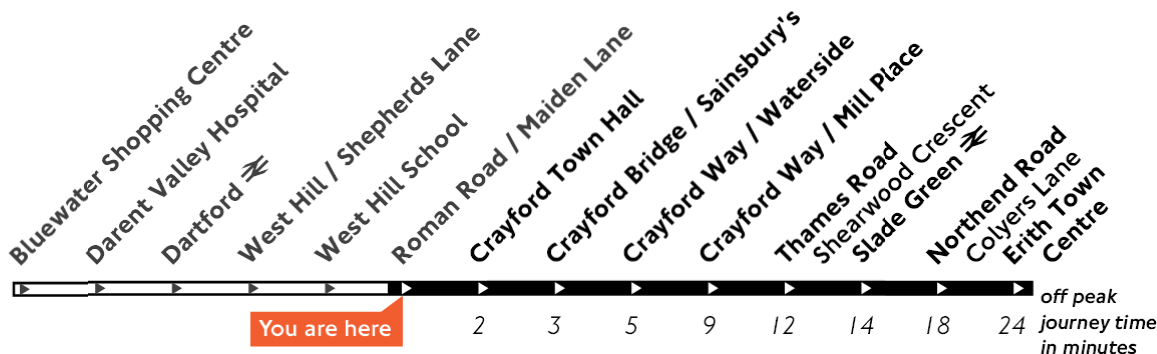 Bluewater Shopping Centre
Darent Valley Hospital
Dartford
West Hill / Shepherds Lane
West Hill School
Roman Road / Maiden Lane
Crayford Town Hall
Crayford Bridge / Sainsbury's
Crayford Way / Waterside
Crayford Way / Mill Place
Thames Road
Shearwood Crescent
Slade Green
Northend Road
Colyers Lane
Erith Town
Centre
You are here
2 3 5 9 12 14 18 24
off peak
journey time
in minutes